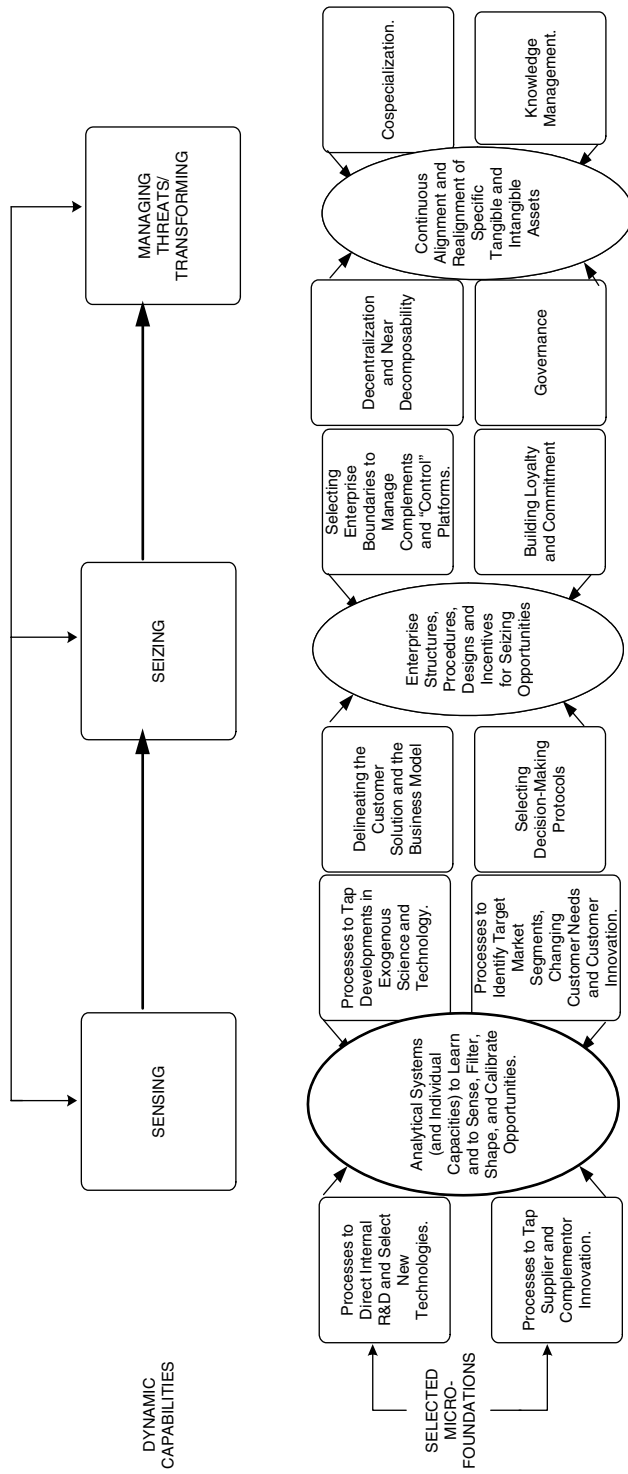 DYNAMIC
CAPABILITIES
SENSING
SEIZING
MANAGING
THREATS/
TRANSFORMING
SELECTED
MICRO-
FOUNDATIONS
Processes to
Direct Internal
R&D and Select
New
Technologies.
Processes to Tap
Supplier and
Complementor
Innovation.
Analytical Systems
(and Individual
Capacities) to Learn
and to Sense, Filter,
Shape, and Calibrate
Opportunities.
Processes to Tap
Developments in
Exogenous
Science and
Technology.
Processes to
Identify Target
Market
Segments,
Changing
Customer Needs
and Customer
Innovation.
Delineating the
Customer
Solution and the
Business Model
Selecting
Decision-Making
Protocols
Enterprise
Structures,
Procedures,
Designs and
Incentives
for Seizing
Opportunities
Selecting
Enterprise
Boundaries to
Manage
Complements
and “Control”
Platforms.
Building Loyalty
and Commitment
Decentralization
and Near
Decomposability
Governance
Continuous
Alignment and
Realignment of
Specific
Tangible and
Intangible
Assets
Cospecialization.
Knowledge
Management.